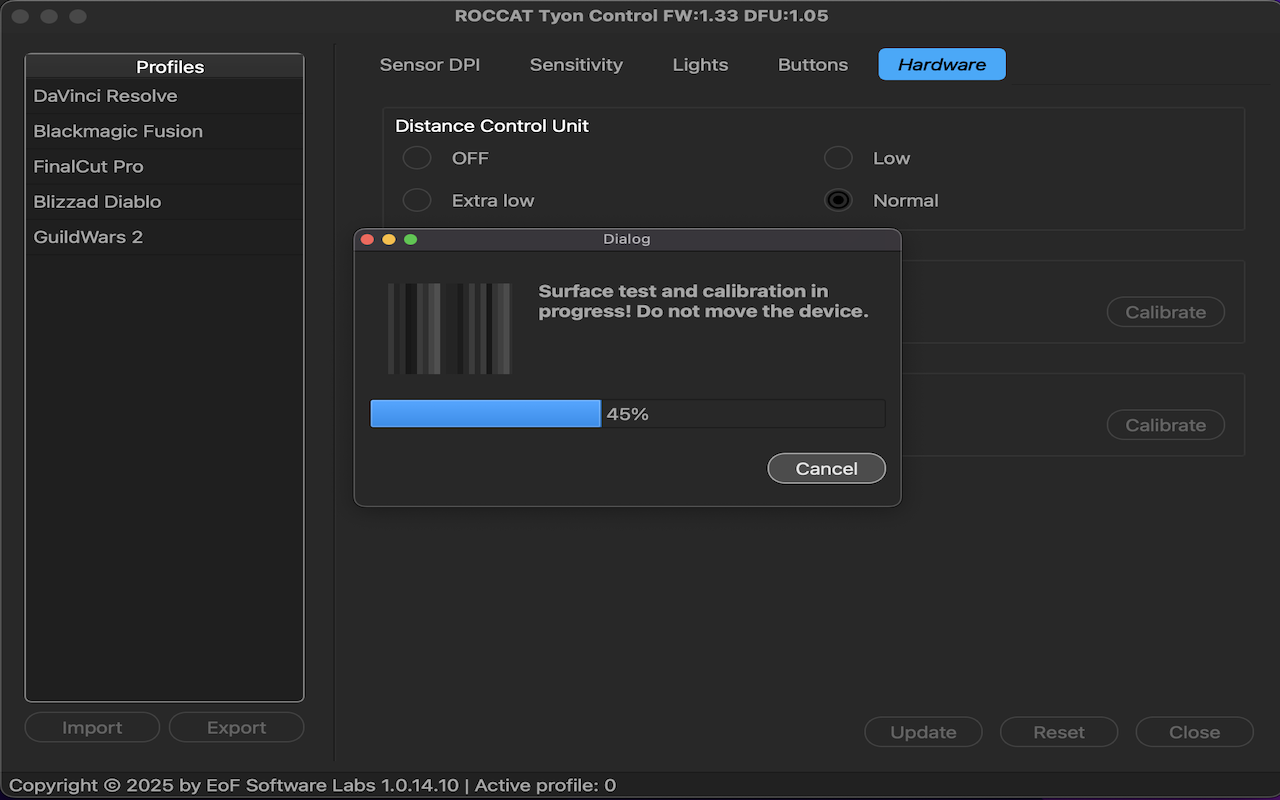 ROCCAT Tyon Control FW:1.33 DFU:1.05
Profiles
DaVinci Resolve
Blackmagic Fusion
FinalCut Pro
Blizzad Diablo
GuildWars 2
Import Export
Sensor DPI Sensitivity Lights Buttons Hardware
Distance Control Unit
OFF Low
Extra low Normal
Calibrate
Calibrate
Dialog
Surface test and calibration in
progress! Do not move the device.
45%
Cancel
Update Reset Close
Copyright © 2025 by EoF Software Labs 1.0.14.10 | Active profile: 0